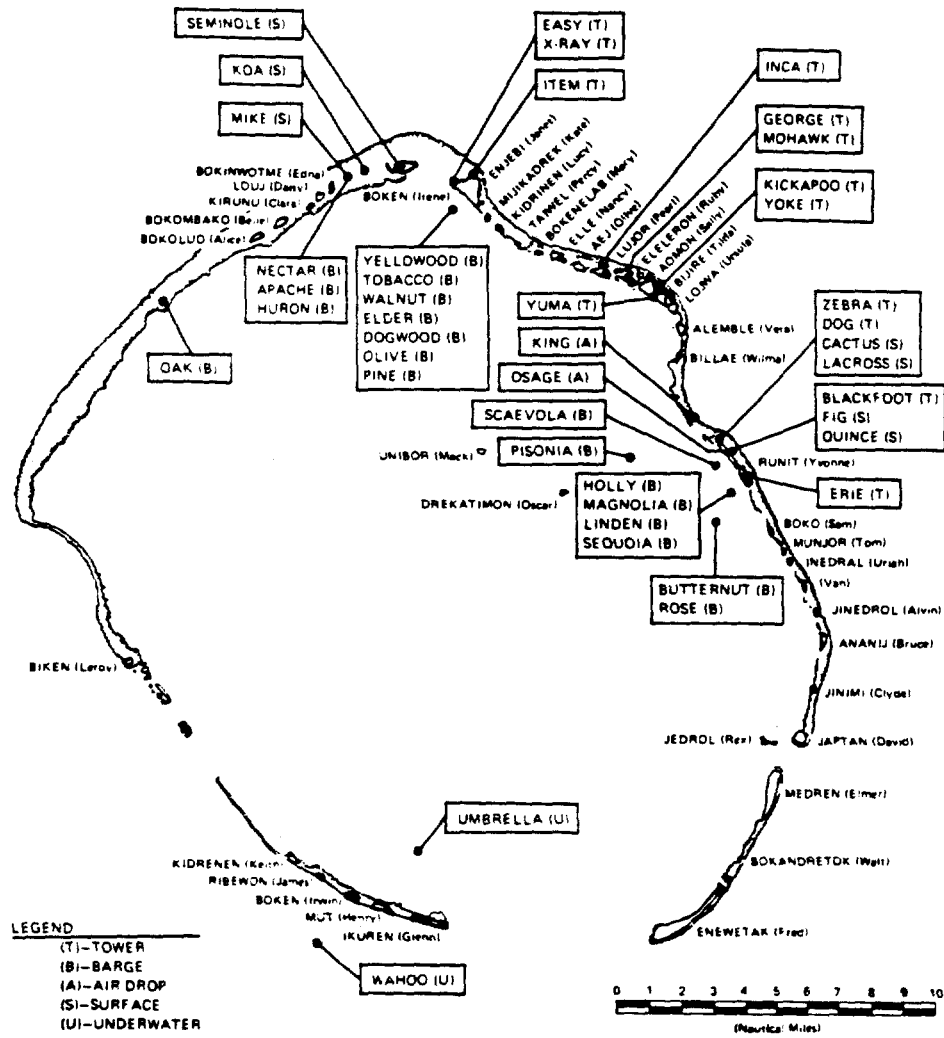 SEMINOLE (S)
EASY (T)
X-RAY (T)
KOA (S)
ITEM (T)
INCA (T)
MIKE (S)
GEORGE (T)
MOHAWK (T)
ENJEBI (Janet)
MIJIKADREK (Kate)
KIDRINEN (Lucy)
TAIWEL (Percy)
BOKENELAB (Mary)
ELLE (Nancy)
AEJ (Olive)
LUJOR (Pearl)
ELELERON (Ruby)
AOMON (Sally)
BIJIRE (Tilda)
LOJWA (Ursula)
KICKAPOO (T)
YOKE (T)
BOKINWOTME (Edna)
LOUJ (Daisy)
KIRUNU (Clara)
BOKOMBAKO (Belle)
BOKOLUO (Alice)
BOKEN (Irene)
NECTAR (B)
APACHE (B)
HURON (B)
YELLOWOOD (B)
TOBACCO (B)
WALNUT (B)
ELDER (B)
DOGWOOD (B)
OLIVE (B)
PINE (B)
YUMA (T)
ALEMBLE (Vera)
BILLAE (Wilma)
ZEBRA (T)
DOG (T)
CACTUS (S)
LACROSS (S)
OAK (B)
KING (A)
OSAGE (A)
SCAEVOLA (B)
BLACKFOOT (T)
FIG (S)
QUINCE (S)
UNIBOR (Mack)
PISONIA (B)
RUNIT (Yvonne)
DREKATIMON (Oscar)
HOLLY (B)
MAGNOLIA (B)
LINDEN (B)
SEQUOIA (B)
ERIE (T)
BOKO (Sam)
MUNJOR (Tom)
INEDRAL (Uriah)
(Van)
BUTTERNUT (B)
ROSE (B)
JINEDROL (Alvin)
ANANIJ (Bruce)
BIKEN (Leroy)
JINIMI (Clyde)
JEDROL (Rex)
JAPTAN (David)
MEDREN (Elmer)
UMBRELLA (U)
KIDRENEN (Keith)
RIBEWON (James)
BOKEN (Irwin)
MUT (Henry)
IKUREN (Glenn)
BOKANDRETOK (Walt)
ENEWETAK (Fred)
WAHOO (U)
LEGEND
(T)-TOWER
(B)-BARGE
(A)-AIR DROP
(S)-SURFACE
(U)-UNDERWATER
0 1 2 3 4 5 6 7 8 9 10
(Nautical Miles)